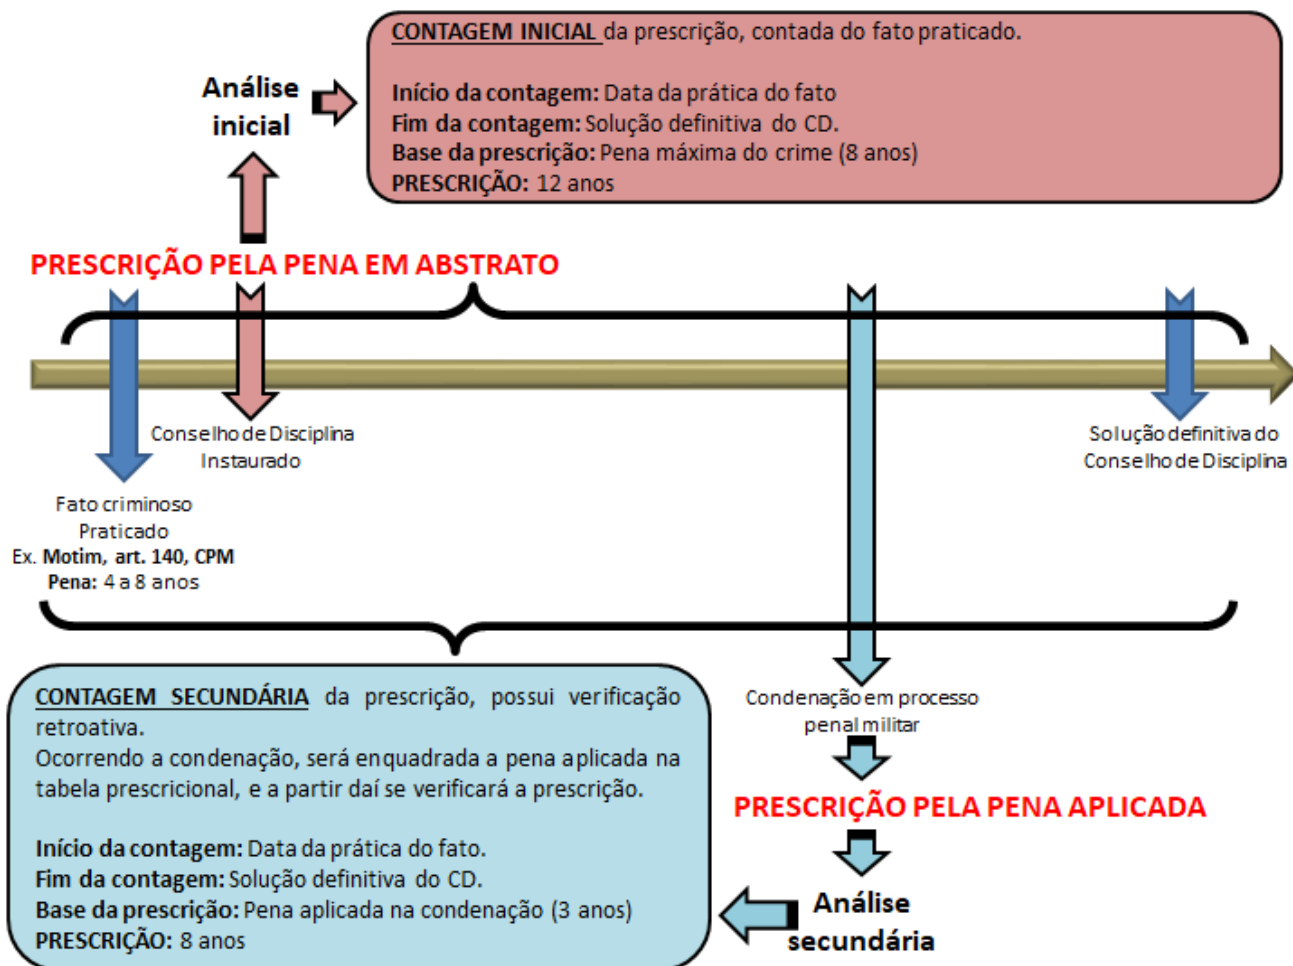 CONTAGEM INICIAL da prescrição, contada do fato praticado.
Início da contagem: Data da prática do fato
Fim da contagem: Solução definitiva do CD.
Base da prescrição: Pena máxima do crime (8 anos)
PRESCRIÇÃO: 12 anos
Análise
inicial
PRESCRIÇÃO PELA PENA EM ABSTRATO
Conselho de Disciplina
Instaurado
Solução definitiva do
Conselho de Disciplina
Fato criminoso
Praticado
Ex. Motim, art. 140, CPM
Pena: 4 a 8 anos
CONTAGEM SECUNDÁRIA da prescrição, possui verificação
retroativa.
Ocorrendo a condenação, será enquadrada a pena aplicada na
tabela prescricional, e a partir daí se verificará a prescrição.
Início da contagem: Data da prática do fato.
Fim da contagem: Solução definitiva do CD.
Base da prescrição: Pena aplicada na condenação (3 anos)
PRESCRIÇÃO: 8 anos
Condenação em processo
penal militar
PRESCRIÇÃO PELA PENA APLICADA
Análise
secundária